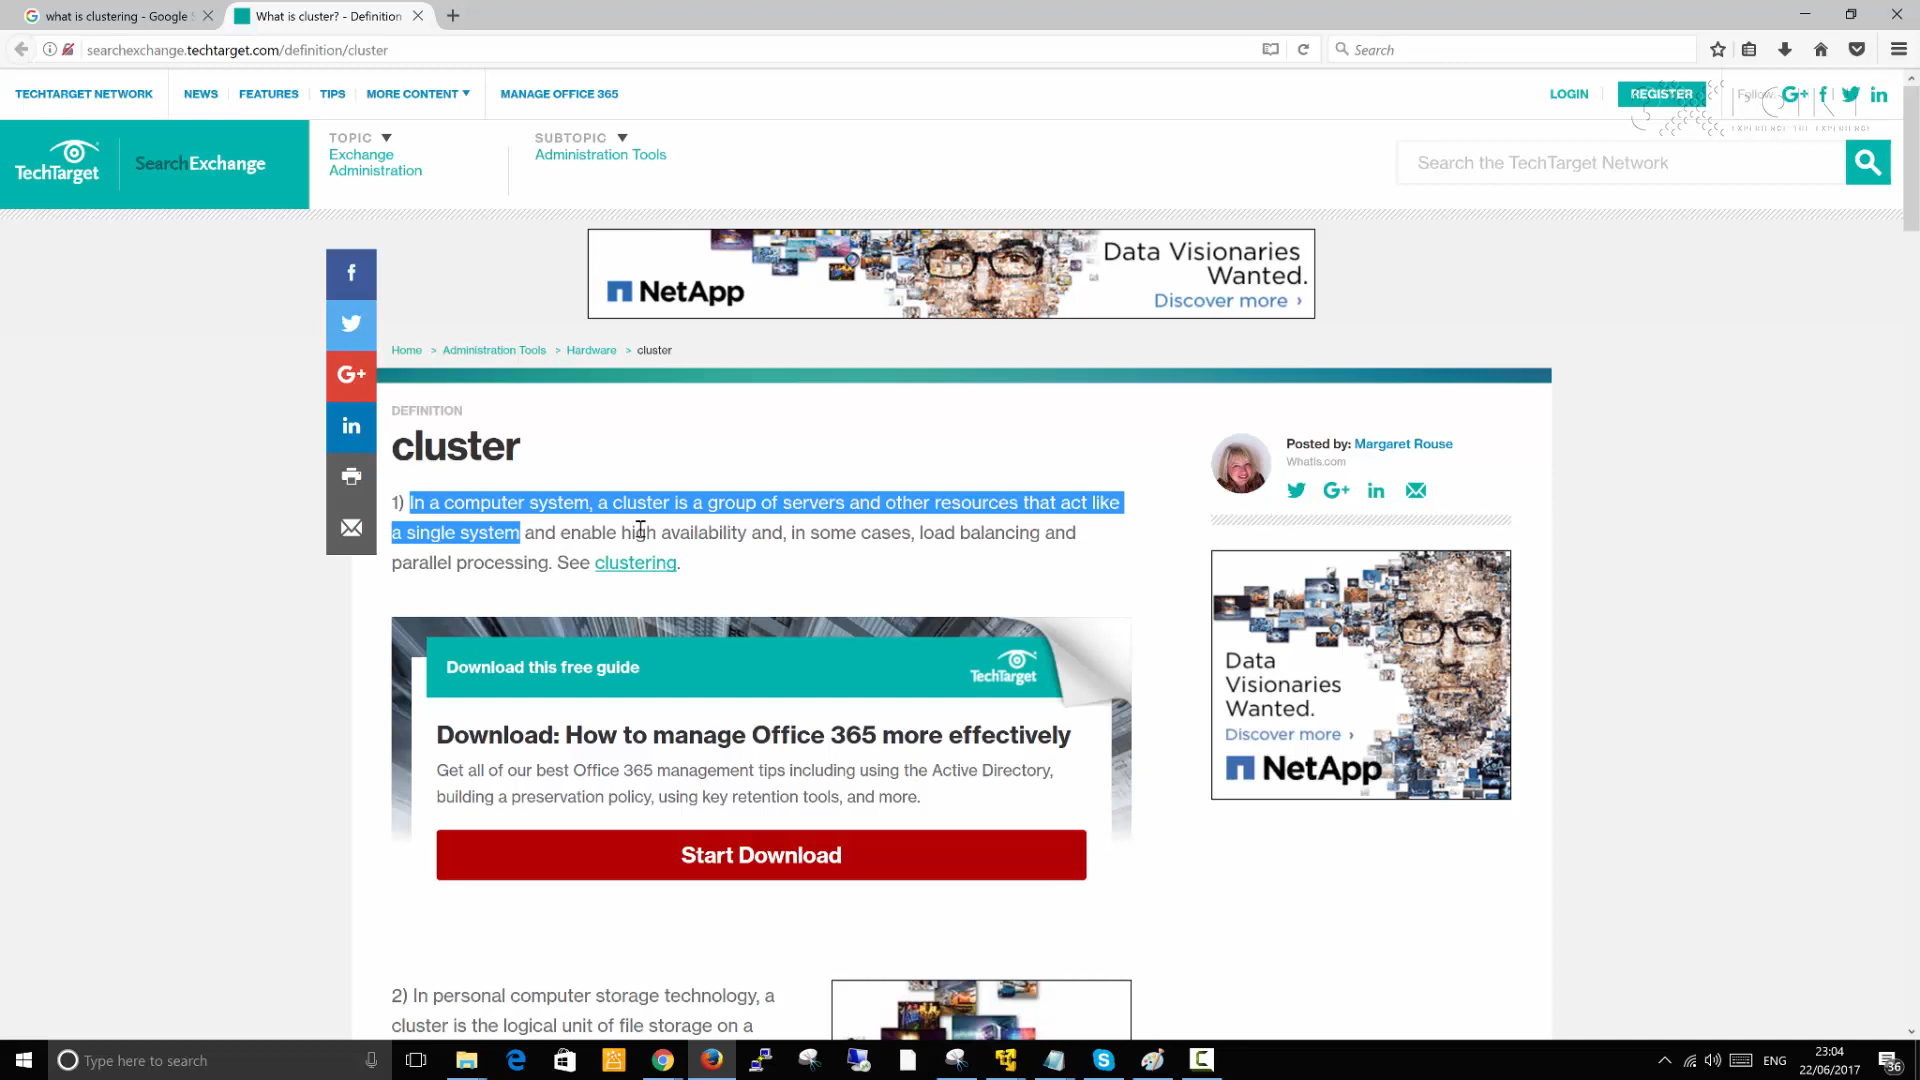 what is clustering - Google
What is cluster? - Definition
searchexchange.techtarget.com/definition/cluster
Search
TECHTARGET NETWORK
NEWS
FEATURES
TIPS
MORE CONTENT
MANAGE OFFICE 365
LOGIN
REGISTER
Follow:
TechTarget
SearchExchange
TOPIC
Exchange
Administration
SUBTOPIC
Administration Tools
Search the TechTarget Network
NetApp
Data Visionaries
Wanted.
Discover more ›
Home > Administration Tools > Hardware > cluster
DEFINITION
cluster
1) In a computer system, a cluster is a group of servers and other resources that act like
a single system and enable high availability and, in some cases, load balancing and
parallel processing. See clustering.
Posted by: Margaret Rouse
WhatIs.com
Download this free guide
TechTarget
Download: How to manage Office 365 more effectively
Get all of our best Office 365 management tips including using the Active Directory,
building a preservation policy, using key retention tools, and more.
Start Download
Data
Visionaries
Wanted.
Discover more ›
NetApp
2) In personal computer storage technology, a
cluster is the logical unit of file storage on a
Type here to search
ENG
23:04
22/06/2017
36